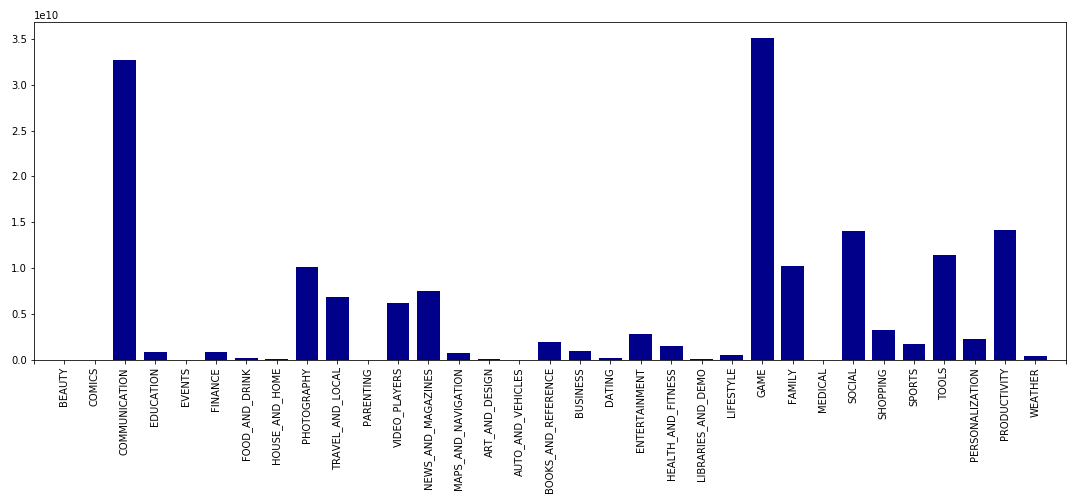 1e10
3.5
3.0
2.5
2.0
1.5
1.0
0.5
0.0
BEAUTY
COMICS
COMMUNICATION
EDUCATION
EVENTS
FINANCE
FOOD_AND_DRINK
HOUSE_AND_HOME
PHOTOGRAPHY
TRAVEL_AND_LOCAL
PARENTING
VIDEO_PLAYERS
NEWS_AND_MAGAZINES
MAPS_AND_NAVIGATION
ART_AND_DESIGN
AUTO_AND_VEHICLES
BOOKS_AND_REFERENCE
BUSINESS
DATING
ENTERTAINMENT
HEALTH_AND_FITNESS
LIBRARIES_AND_DEMO
LIFESTYLE
GAME
FAMILY
MEDICAL
SOCIAL
SHOPPING
SPORTS
TOOLS
PERSONALIZATION
PRODUCTIVITY
WEATHER